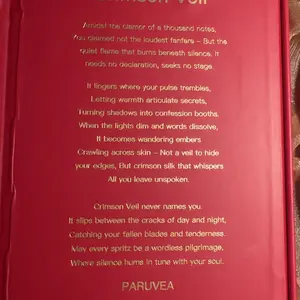 Crimson Veil
Amidst the clamor of a thousand notes,
You claimed not the loudest fanfare – But the
quiet flame that burns beneath silence. It
needs no declaration, seeks no stage.
It lingers where your pulse trembles,
Letting warmth articulate secrets,
Turning shadows into confession booths.
When the lights dim and words dissolve,
It becomes wandering embers
Crawling across skin – Not a veil to hide
your edges, But crimson silk that whispers
All you leave unspoken.
Crimson Veil never names you.
It slips between the cracks of day and night,
Catching your fallen blades and tenderness.
May every spritz be a wordless pilgrimage,
Where silence hums in tune with your soul.
PARUVEA